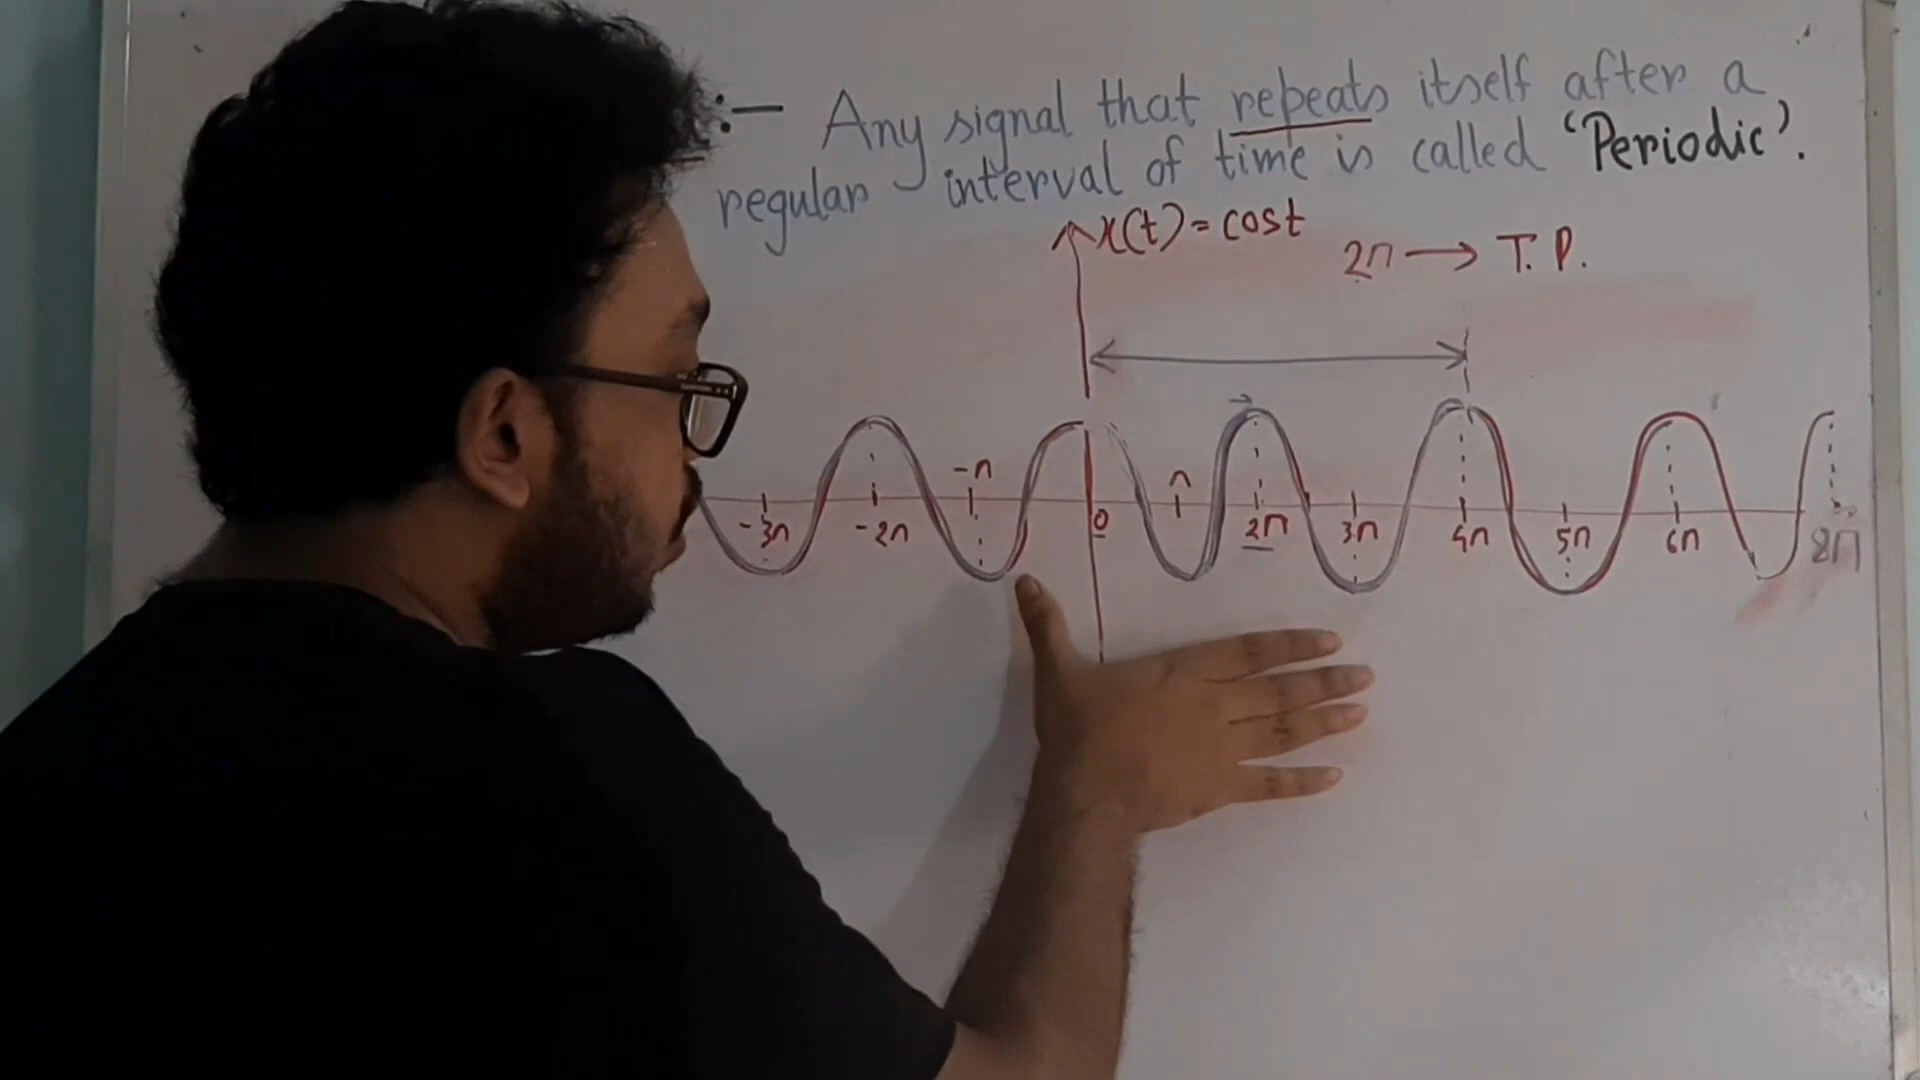 :— Any signal that repeats itself after a
regular interval of time is called ‘Periodic’.
x(t) = cost
2π → T.P.
-π π
-3π -2π 0 2π 3π 4π 5π 6π 8π